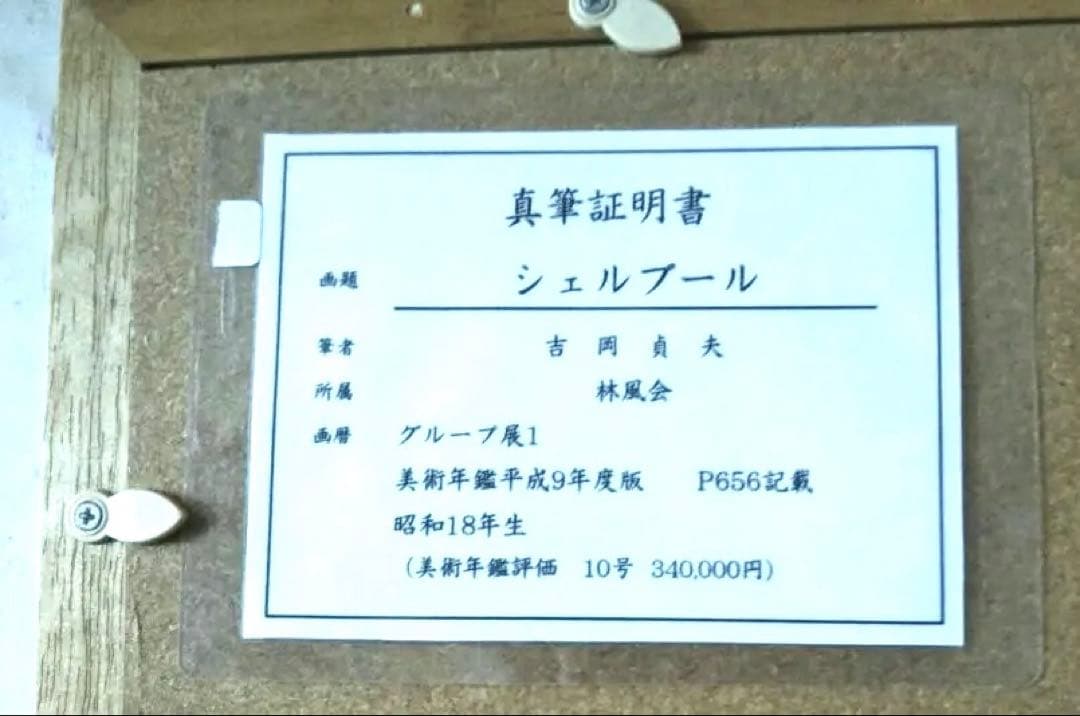 真筆証明書
画題 シェルブール
筆者 吉岡貞夫
所属 林風会
画暦 グループ展1
美術年鑑平成9年度版 P656記載
昭和18年生
（美術年鑑評価 10号 340,000円）